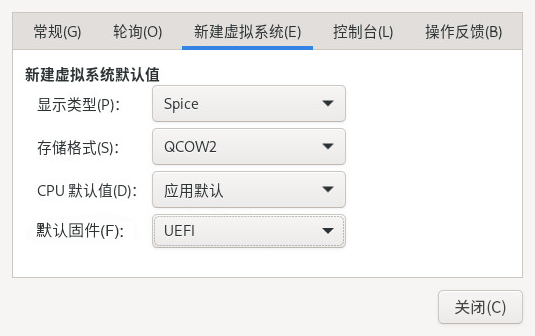 常规(G) 轮询(O) 新建虚拟系统(E) 控制台(L) 操作反馈(B)
新建虚拟系统默认值
显示类型(P)： Spice
存储格式(S)： QCOW2
CPU 默认值(D)： 应用默认
默认固件(F)： UEFI
关闭(C)